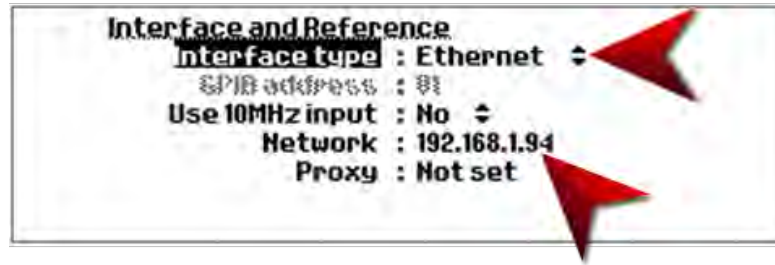 Interface and Reference
Interface type : Ethernet
GPIB address : 01
Use 10MHz input : No
Network : 192.168.1.94
Proxy : Not set